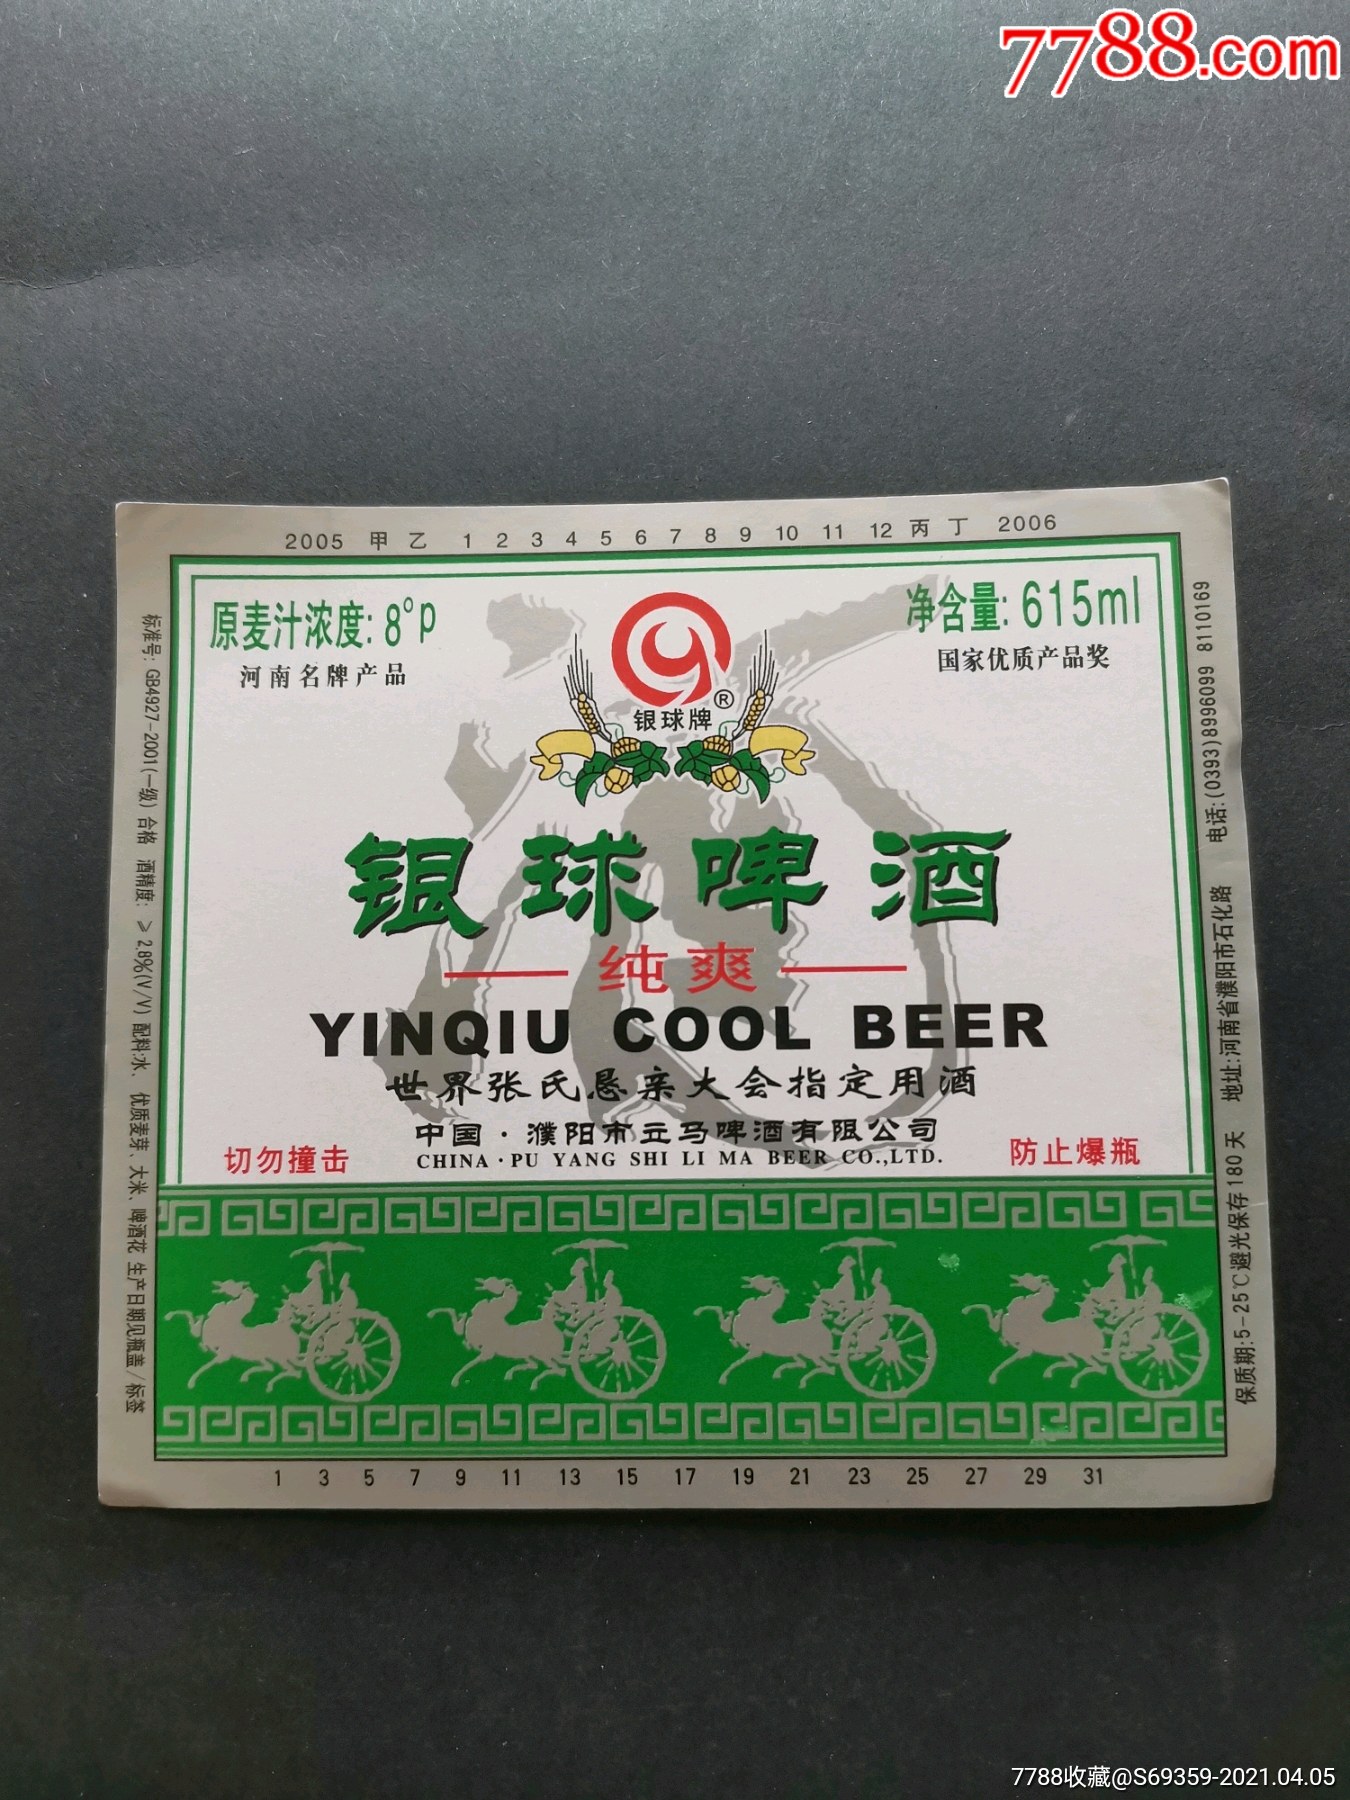 7788.com
2005 甲 乙 1 2 3 4 5 6 7 8 9 10 11 12 丙 丁 2006
原麦汁浓度: 8°P
河南名牌产品
净含量: 615ml
国家优质产品奖
银球牌®
银球啤酒
纯爽
YINQIU COOL BEER
世界张氏恳亲大会指定用酒
中国·濮阳市立马啤酒有限公司
CHINA·PU YANG SHI LI MA BEER CO.,LTD.
切勿撞击
防止爆瓶
标准号: GB4927-2001(一级) 合格 酒精度: ≥2.8%(V/V) 配料:水、优质麦芽、大米、啤酒花 生产日期见瓶盖/标签
保质期:5-25℃避光保存180天 地址:河南省濮阳市石化路 电话:(0393)8996099 8110169
1 3 5 7 9 11 13 15 17 19 21 23 25 27 29 31
7788收藏@S69359-2021.04.05